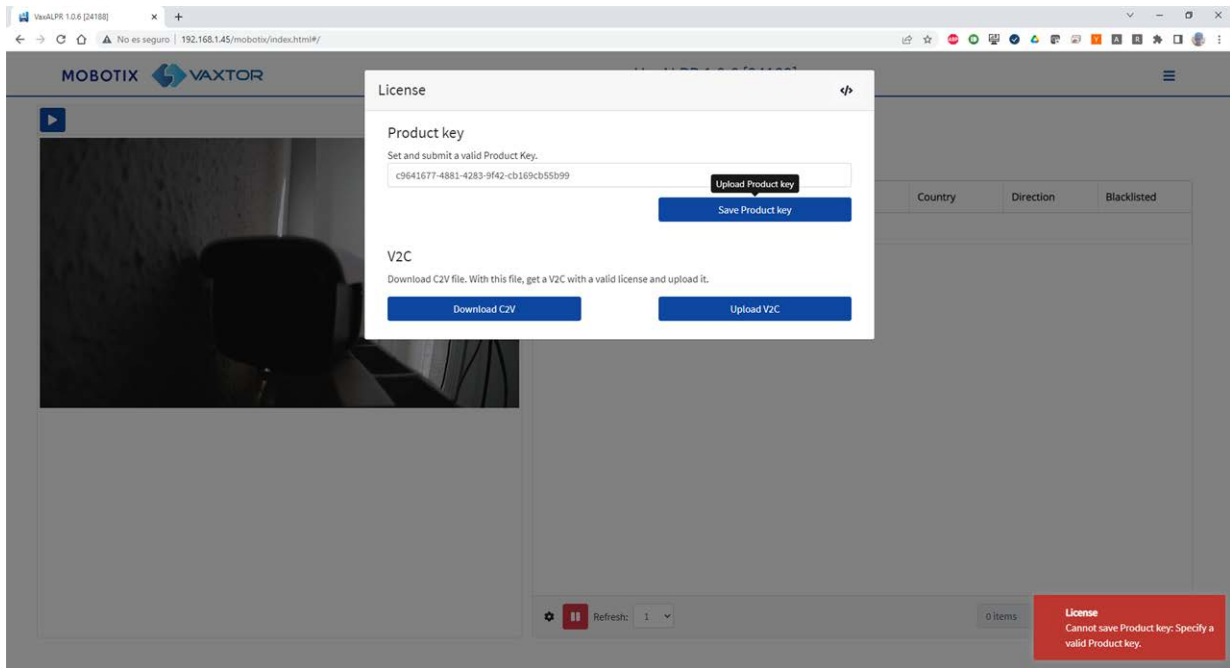 VaxALPR 1.0.6 [24188]
No es seguro
192.168.1.45/mobotix/index.html#/
MOBOTIX VAXTOR
License
Product key
Set and submit a valid Product Key.
c9641677-4881-4283-9f42-cb169cb55b99
Upload Product key
Save Product key
Country Direction Blacklisted
V2C
Download C2V file. With this file, get a V2C with a valid license and upload it.
Download C2V
Upload V2C
Refresh: 1
0 items
License
Cannot save Product key: Specify a
valid Product key.